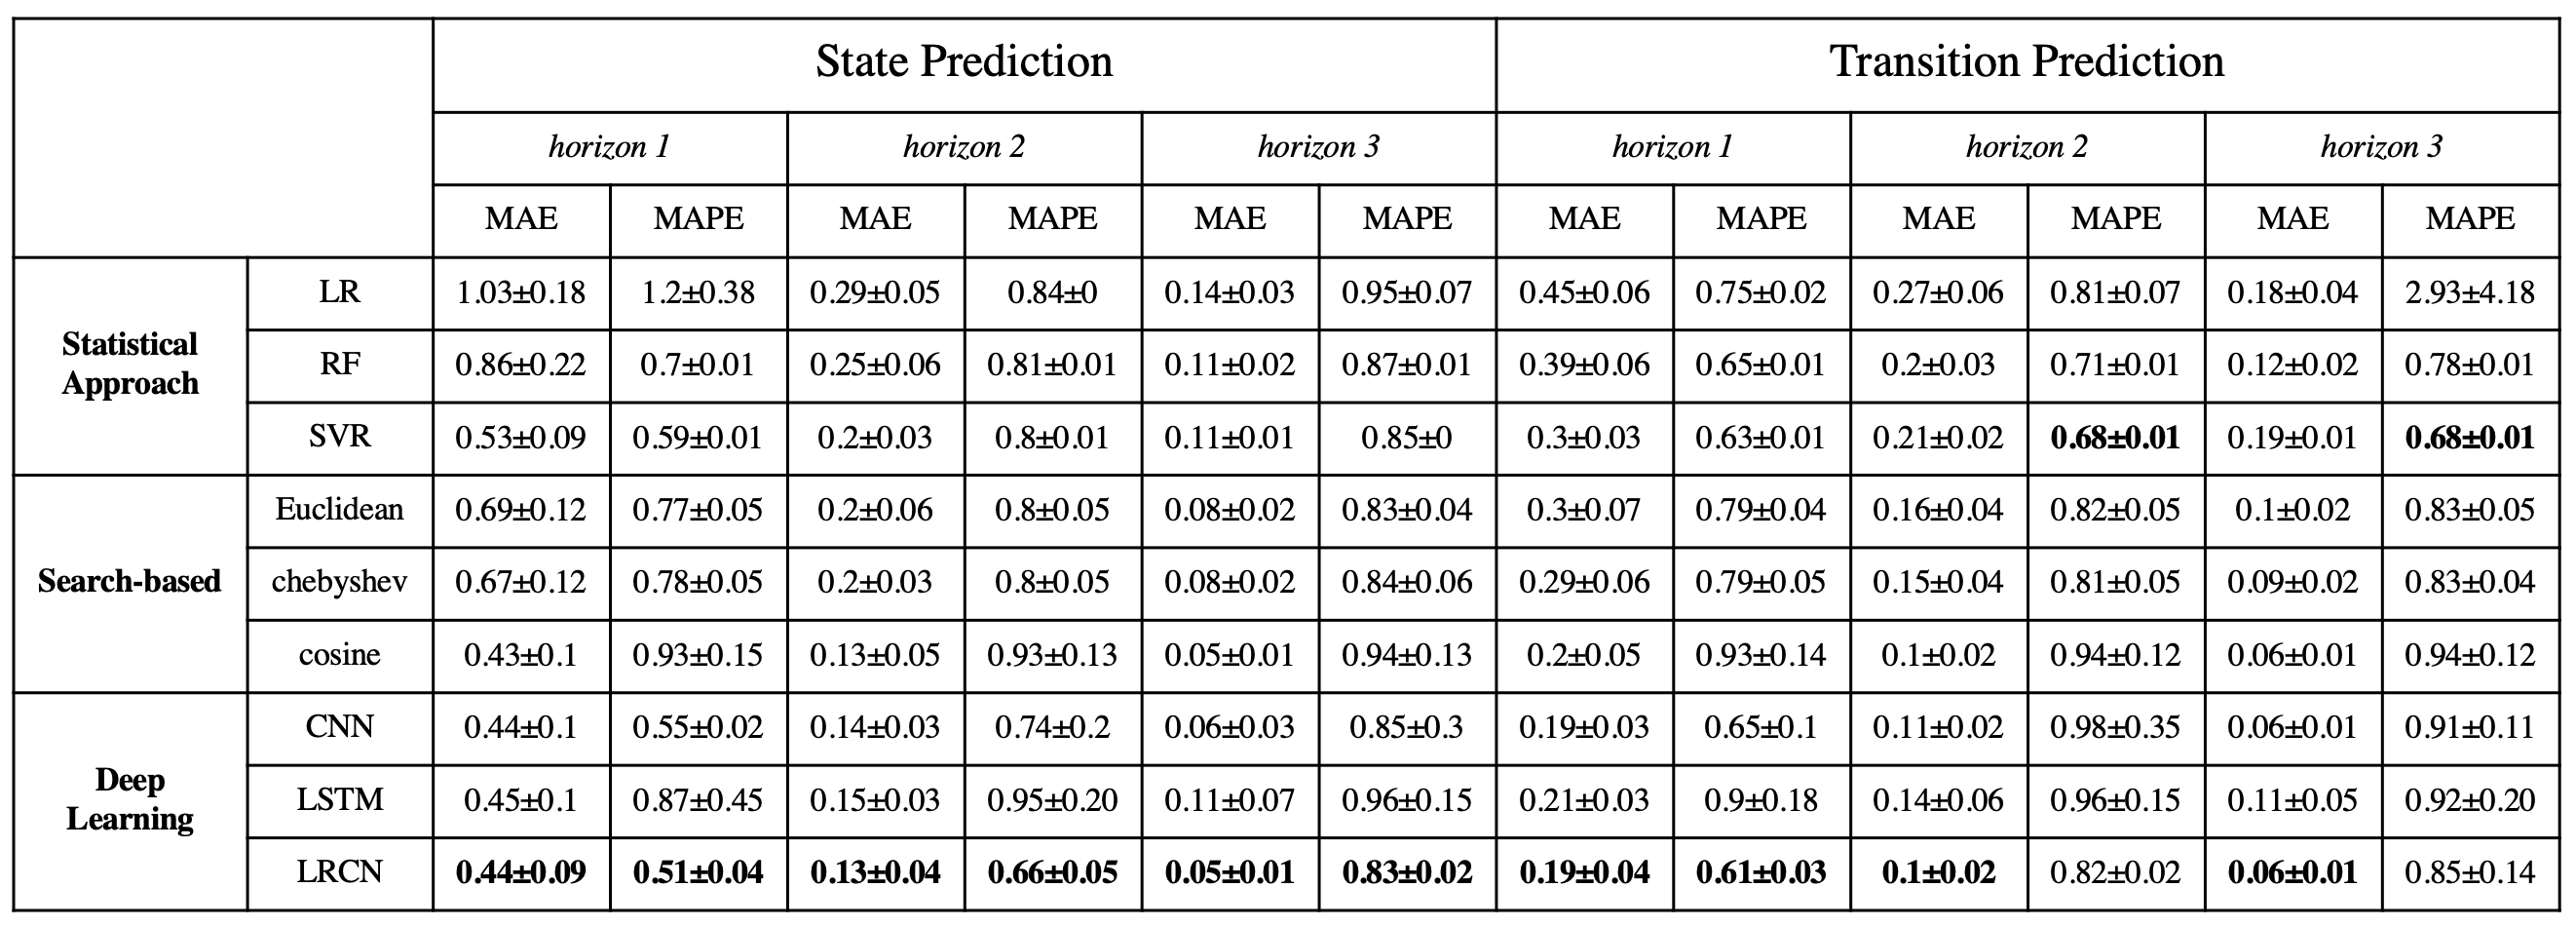 State Prediction Transition Prediction
horizon 1 horizon 2 horizon 3 horizon 1 horizon 2 horizon 3
MAE MAPE MAE MAPE MAE MAPE MAE MAPE MAE MAPE MAE MAPE
Statistical Approach
LR 1.03±0.18 1.2±0.38 0.29±0.05 0.84±0 0.14±0.03 0.95±0.07 0.45±0.06 0.75±0.02 0.27±0.06 0.81±0.07 0.18±0.04 2.93±4.18
RF 0.86±0.22 0.7±0.01 0.25±0.06 0.81±0.01 0.11±0.02 0.87±0.01 0.39±0.06 0.65±0.01 0.2±0.03 0.71±0.01 0.12±0.02 0.78±0.01
SVR 0.53±0.09 0.59±0.01 0.2±0.03 0.8±0.01 0.11±0.01 0.85±0 0.3±0.03 0.63±0.01 0.21±0.02 0.68±0.01 0.19±0.01 0.68±0.01
Search-based
Euclidean 0.69±0.12 0.77±0.05 0.2±0.06 0.8±0.05 0.08±0.02 0.83±0.04 0.3±0.07 0.79±0.04 0.16±0.04 0.82±0.05 0.1±0.02 0.83±0.05
chebyshev 0.67±0.12 0.78±0.05 0.2±0.03 0.8±0.05 0.08±0.02 0.84±0.06 0.29±0.06 0.79±0.05 0.15±0.04 0.81±0.05 0.09±0.02 0.83±0.04
cosine 0.43±0.1 0.93±0.15 0.13±0.05 0.93±0.13 0.05±0.01 0.94±0.13 0.2±0.05 0.93±0.14 0.1±0.02 0.94±0.12 0.06±0.01 0.94±0.12
Deep Learning
CNN 0.44±0.1 0.55±0.02 0.14±0.03 0.74±0.2 0.06±0.03 0.85±0.3 0.19±0.03 0.65±0.1 0.11±0.02 0.98±0.35 0.06±0.01 0.91±0.11
LSTM 0.45±0.1 0.87±0.45 0.15±0.03 0.95±0.20 0.11±0.07 0.96±0.15 0.21±0.03 0.9±0.18 0.14±0.06 0.96±0.15 0.11±0.05 0.92±0.20
LRCN 0.44±0.09 0.51±0.04 0.13±0.04 0.66±0.05 0.05±0.01 0.83±0.02 0.19±0.04 0.61±0.03 0.1±0.02 0.82±0.02 0.06±0.01 0.85±0.14